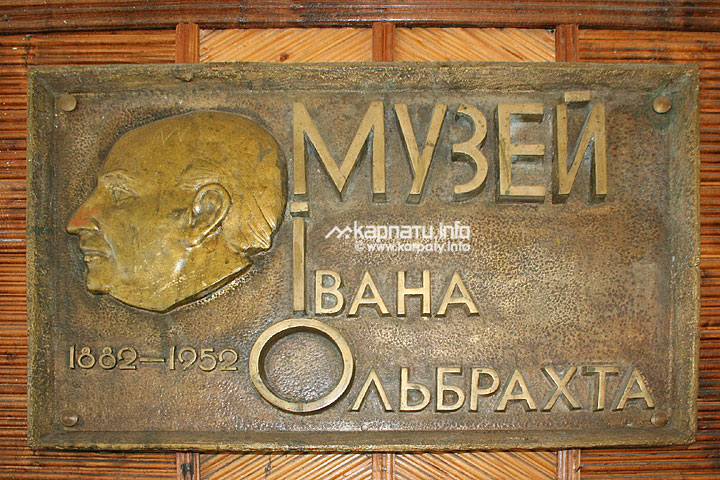 МУЗЕЙ
карпати.info
© www.karpaty.info
ІВАНА
1882–1952
ОЛЬБРАХТА